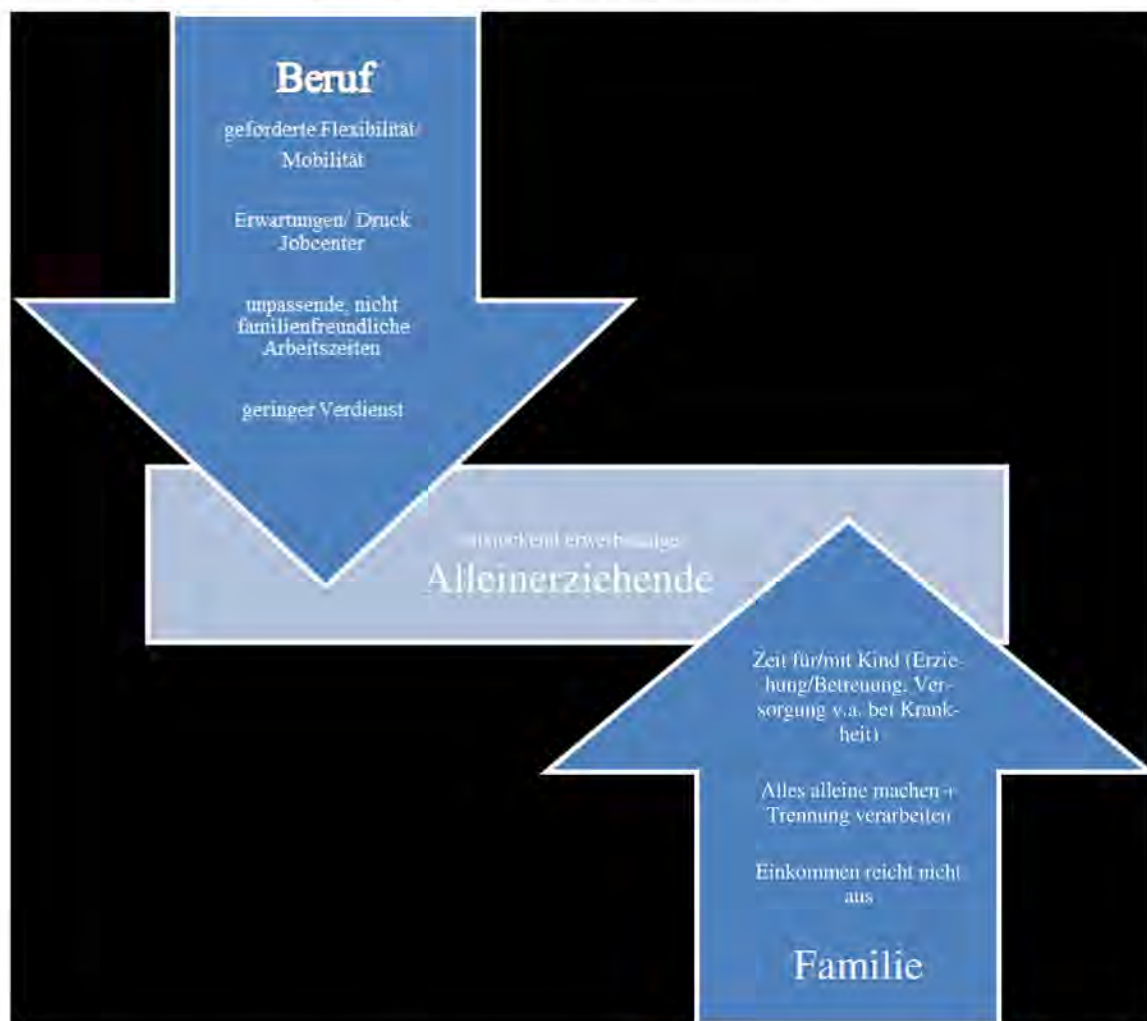 Beruf
geforderte Flexibilität/
Mobilität
Erwartungen/ Druck
Jobcenter
unpassende, nicht
familienfreundliche
Arbeitszeiten
geringer Verdienst
Alleinerziehende
Zeit für/mit Kind (Erzie-
hung/Betreuung, Ver-
sorgung v.a. bei Krank-
heit)
Alles alleine machen +
Trennung verarbeiten
Einkommen reicht nicht
aus
Familie